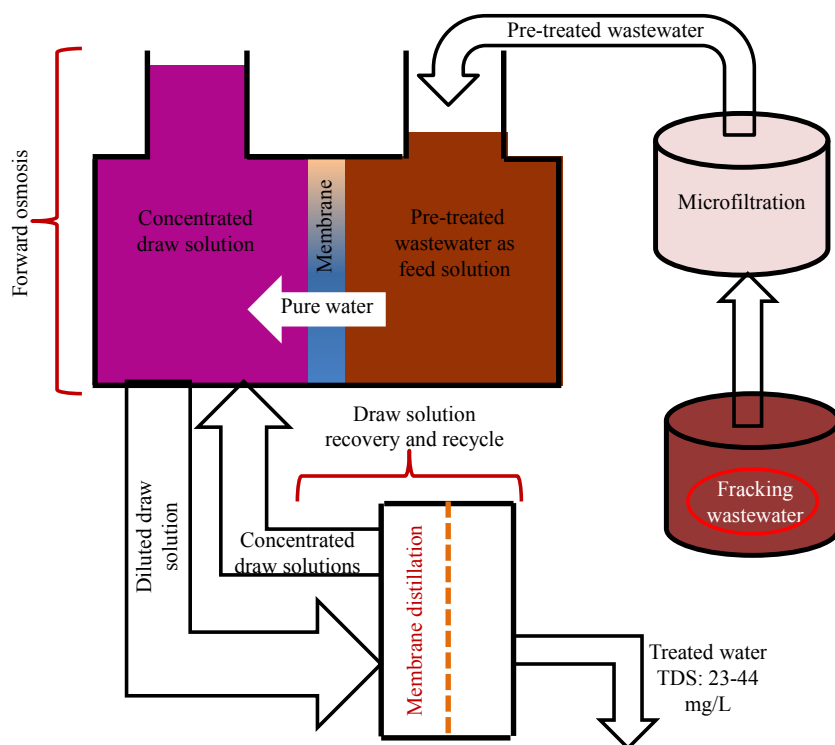 Pre-treated wastewater
Microfiltration
Fracking
wastewater
Forward osmosis
Concentrated
draw solution
Membrane
Pre-treated
wastewater as
feed solution
Pure water
Draw solution
recovery and recycle
Diluted draw
solution
Concentrated
draw solutions
Membrane distillation
Treated water
TDS: 23-44
mg/L